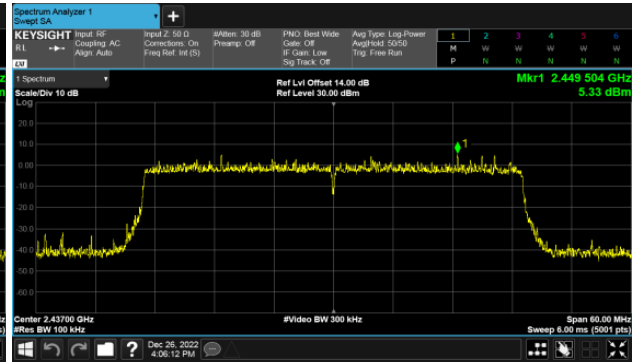 Spectrum Analyzer 1
Swept SA
KEYSIGHT
RL
LXI
Input: RF
Coupling: AC
Align: Auto
Input Z: 50 Ω
Corrections: On
Freq Ref: Int (S)
#Atten: 30 dB
Preamp: Off
PNO: Best Wide
Gate: Off
IF Gain: Low
Sig Track: Off
Avg Type: Log-Power
Avg|Hold: 50/50
Trig: Free Run
1 2 3 4 5 6
M W W W W W
P N N N N N
1 Spectrum
Scale/Div 10 dB
Ref Lvl Offset 14.00 dB
Ref Level 30.00 dBm
Mkr1 2.449 504 GHz
5.33 dBm
Log
20.0
10.0
0.00
-10.0
-20.0
-30.0
-40.0
-50.0
-60.0
1
Center 2.43700 GHz
#Res BW 100 kHz
#Video BW 300 kHz
Span 60.00 MHz
Sweep 6.00 ms (5001 pts)
?
Dec 26, 2022
4:06:12 PM